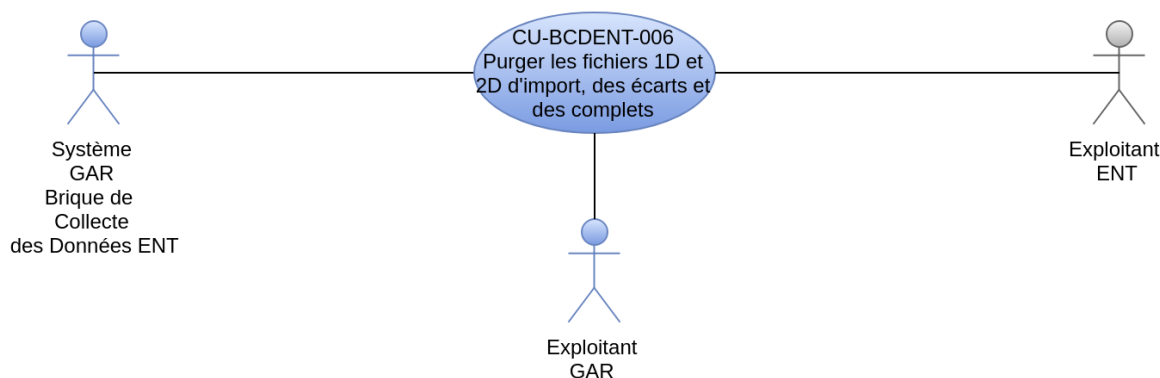 CU-BCDENT-006
Purger les fichiers 1D et
2D d'import, des écarts et
des complets
Système
GAR
Brique de
Collecte
des Données ENT
Exploitant
ENT
Exploitant
GAR